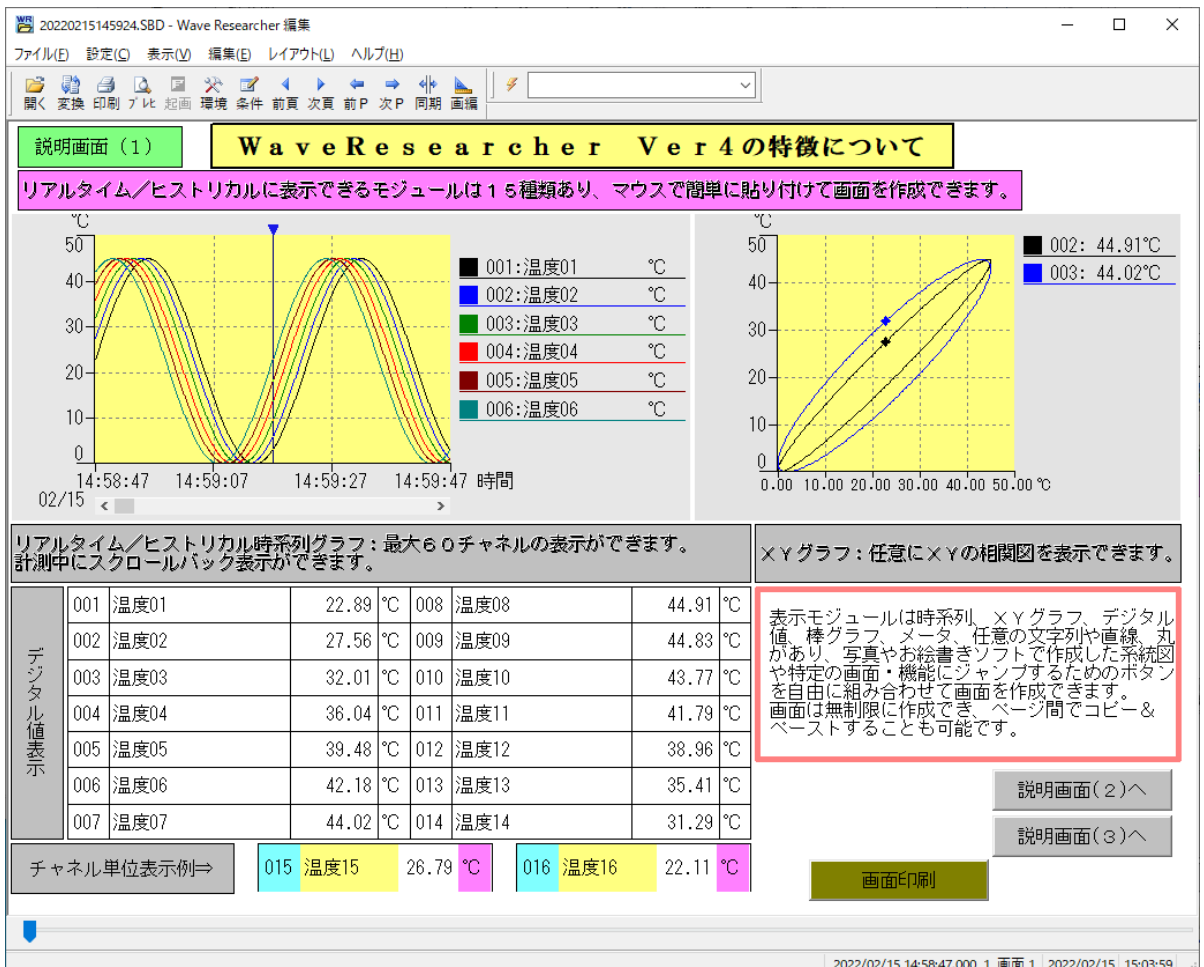 20220215145924.SBD - Wave Researcher 編集
ファイル(F) 設定(C) 表示(V) 編集(E) レイアウト(L) ヘルプ(H)
開く 変換 印刷 プレビ 起画 環境 条件 前頁 次頁 前P 次P 同期 画編
説明画面（１）
ＷａｖｅＲｅｓｅａｒｃｈｅｒ　Ｖｅｒ４の特徴について
リアルタイム／ヒストリカルに表示できるモジュールは１５種類あり、マウスで簡単に貼り付けて画面を作成できます。
℃
50
40
30
20
10
0
14:58:47 14:59:07 14:59:27 14:59:47 時間
02/15
001:温度01 ℃
002:温度02 ℃
003:温度03 ℃
004:温度04 ℃
005:温度05 ℃
006:温度06 ℃
℃
50
40
30
20
10
0
0.00 10.00 20.00 30.00 40.00 50.00 ℃
002: 44.91℃
003: 44.02℃
リアルタイム／ヒストリカル時系列グラフ：最大６０チャネルの表示ができます。
計測中にスクロールバック表示ができます。
ＸＹグラフ：任意にＸＹの相関図を表示できます。
デジタル値表示
001 温度01 22.89 ℃ 008 温度08 44.91 ℃
002 温度02 27.56 ℃ 009 温度09 44.83 ℃
003 温度03 32.01 ℃ 010 温度10 43.77 ℃
004 温度04 36.04 ℃ 011 温度11 41.79 ℃
005 温度05 39.48 ℃ 012 温度12 38.96 ℃
006 温度06 42.18 ℃ 013 温度13 35.41 ℃
007 温度07 44.02 ℃ 014 温度14 31.29 ℃
表示モジュールは時系列、ＸＹグラフ、デジタル
値、棒グラフ、メータ、任意の文字列や直線、丸
があり、写真やお絵書きソフトで作成した系統図
や特定の画面・機能にジャンプするためのボタン
を自由に組み合わせて画面を作成できます。
画面は無制限に作成でき、ページ間でコピー＆
ペーストすることも可能です。
説明画面(２)へ
説明画面(３)へ
チャネル単位表示例⇒ 015 温度15 26.79 ℃ 016 温度16 22.11 ℃
画面印刷
2022/02/15 14:58:47.000 1 画面 1 2022/02/15 15:03:59